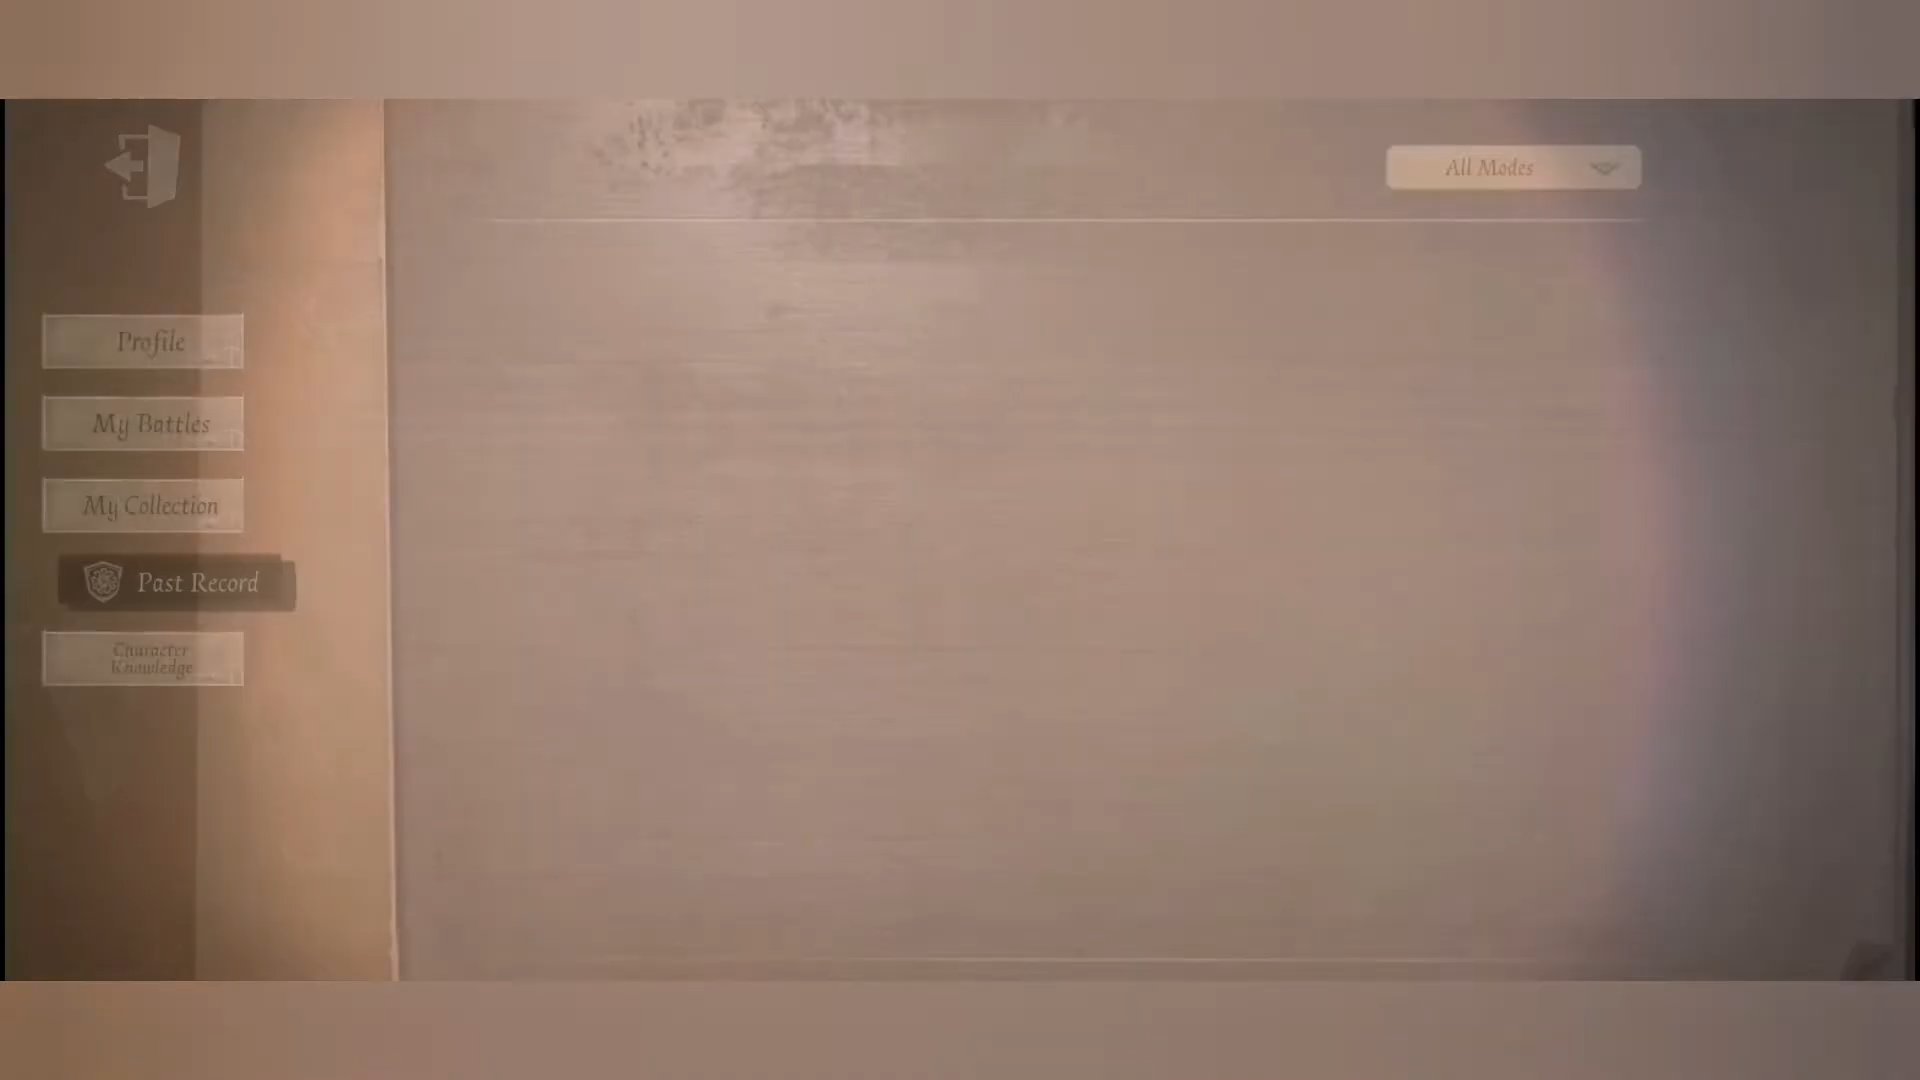 All Modes
Profile
My Battles
My Collection
Past Record
Character
Knowledge